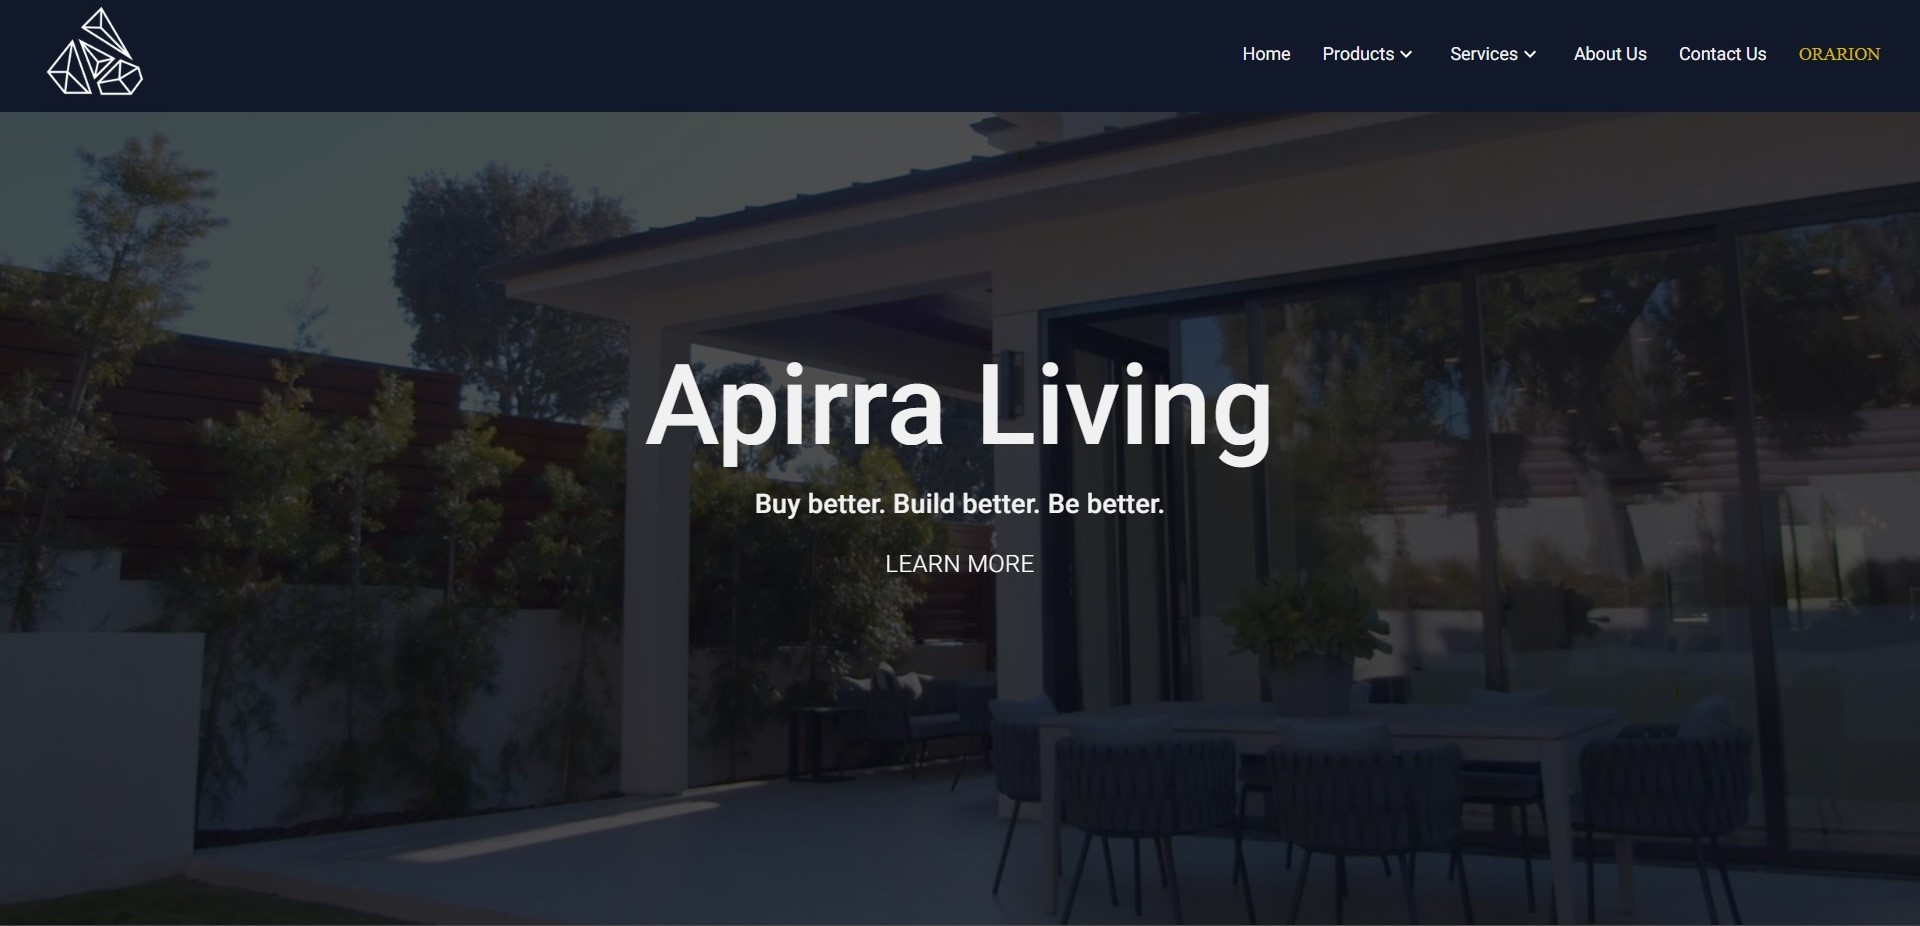 Home Products Services About Us Contact Us ORARION
Apirra Living
Buy better. Build better. Be better.
LEARN MORE